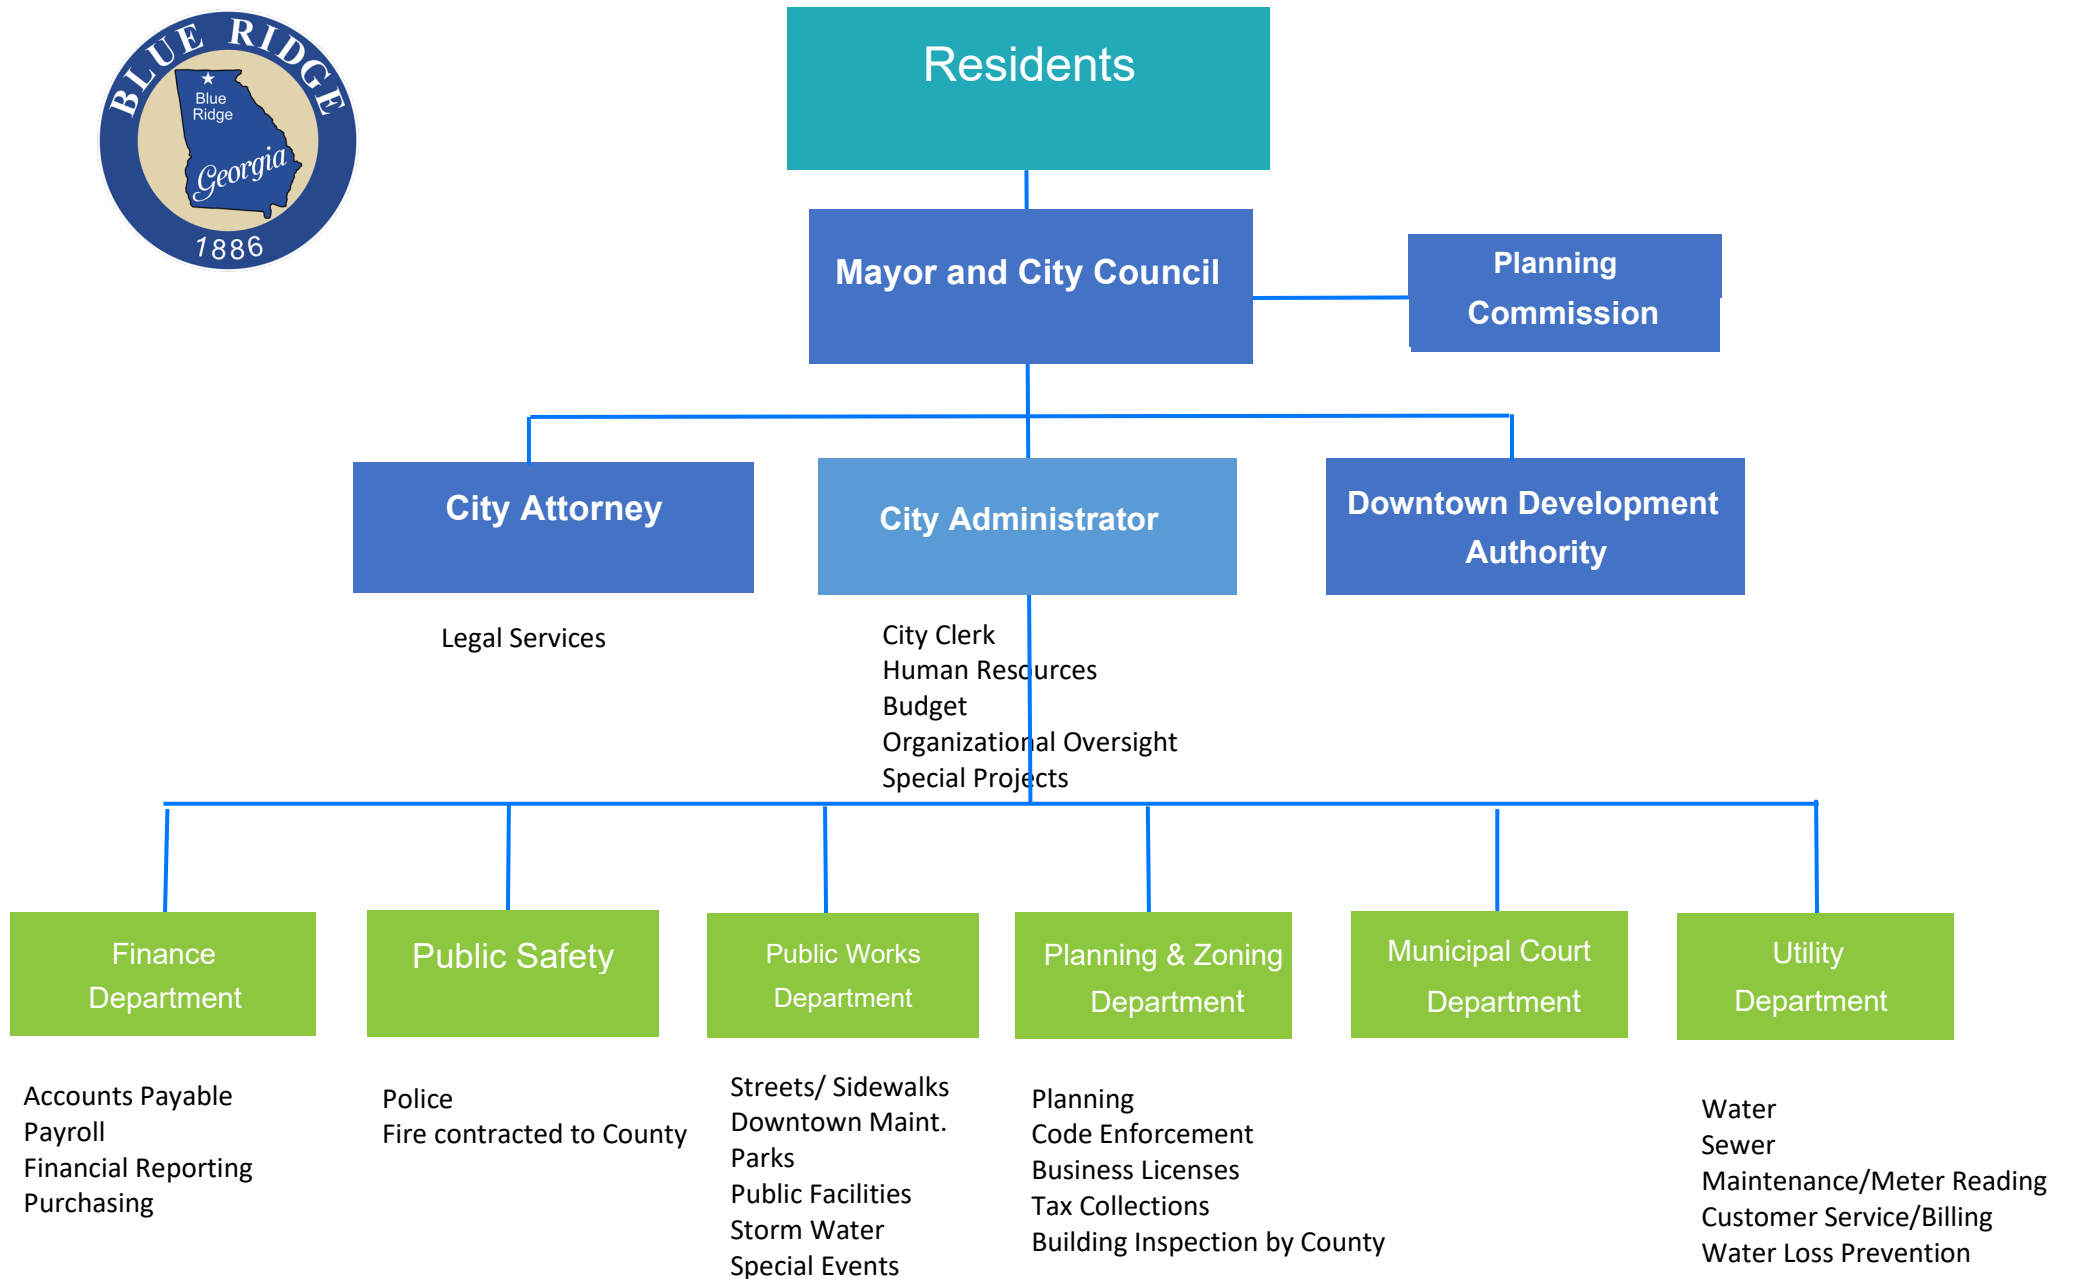 BLUE RIDGE
Blue
Ridge
Georgia
1886
Residents
Mayor and City Council
Planning
Commission
City Attorney
City Administrator
Downtown Development
Authority
Legal Services
City Clerk
Human Resources
Budget
Organizational Oversight
Special Projects
Finance
Department
Public Safety
Public Works
Department
Planning & Zoning
Department
Municipal Court
Department
Utility
Department
Accounts Payable
Payroll
Financial Reporting
Purchasing
Police
Fire contracted to County
Streets/ Sidewalks
Downtown Maint.
Parks
Public Facilities
Storm Water
Special Events
Planning
Code Enforcement
Business Licenses
Tax Collections
Building Inspection by County
Water
Sewer
Maintenance/Meter Reading
Customer Service/Billing
Water Loss Prevention